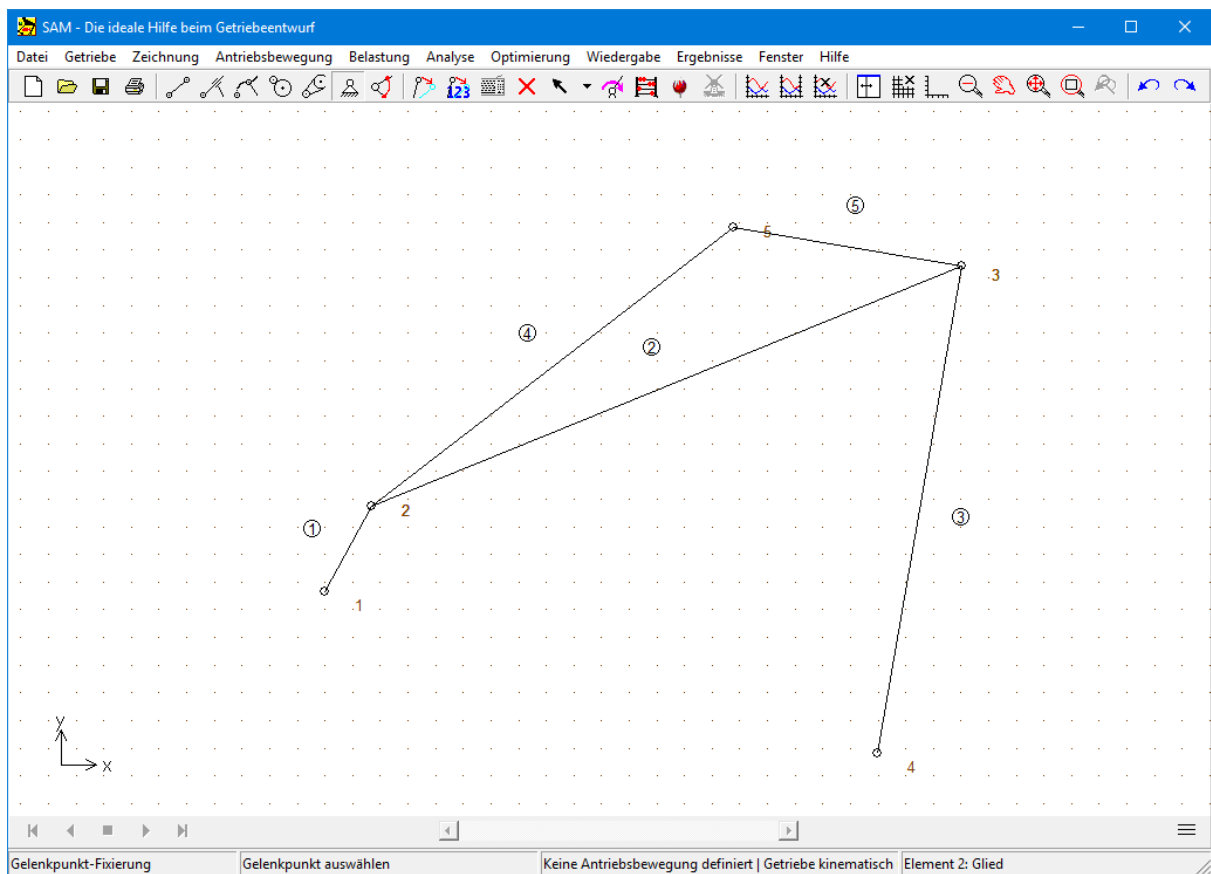 SAM - Die ideale Hilfe beim Getriebeentwurf
Datei Getriebe Zeichnung Antriebsbewegung Belastung Analyse Optimierung Wiedergabe Ergebnisse Fenster Hilfe
123
5
5
3
4
2
2
1
3
1
y
x
4
Gelenkpunkt-Fixierung Gelenkpunkt auswählen Keine Antriebsbewegung definiert | Getriebe kinematisch Element 2: Glied